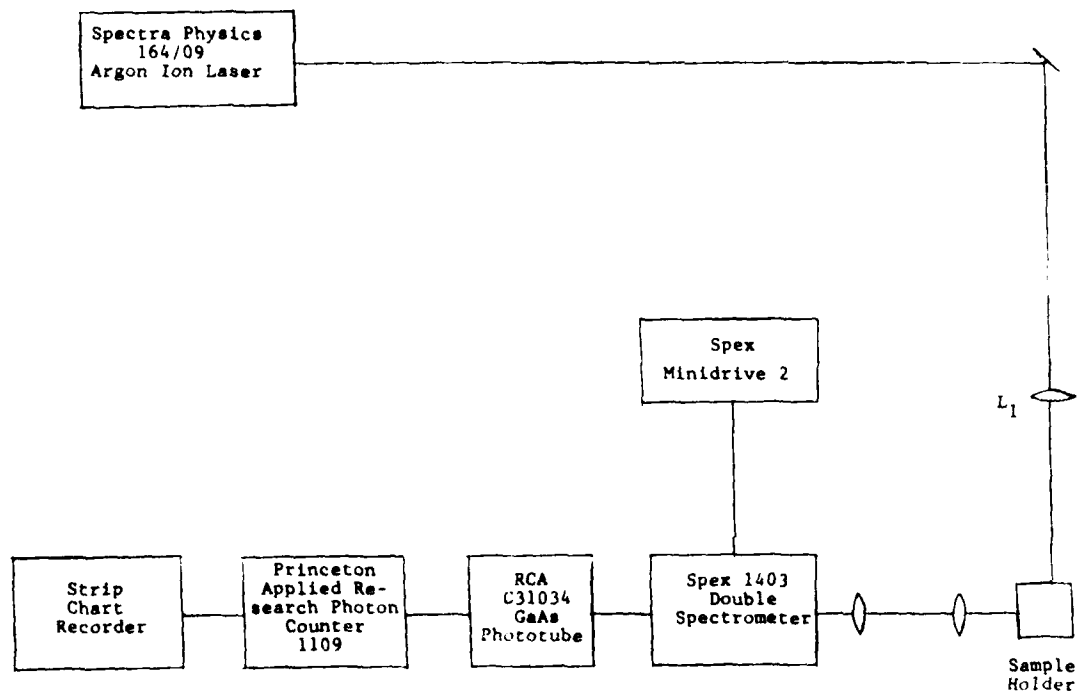 Spectra Physics
164/09
Argon Ion Laser
Spex
Minidrive 2
L1
Strip
Chart
Recorder
Princeton
Applied Re-
search Photon
Counter
1109
RCA
C31034
GaAs
Phototube
Spex 1403
Double
Spectrometer
Sample
Holder